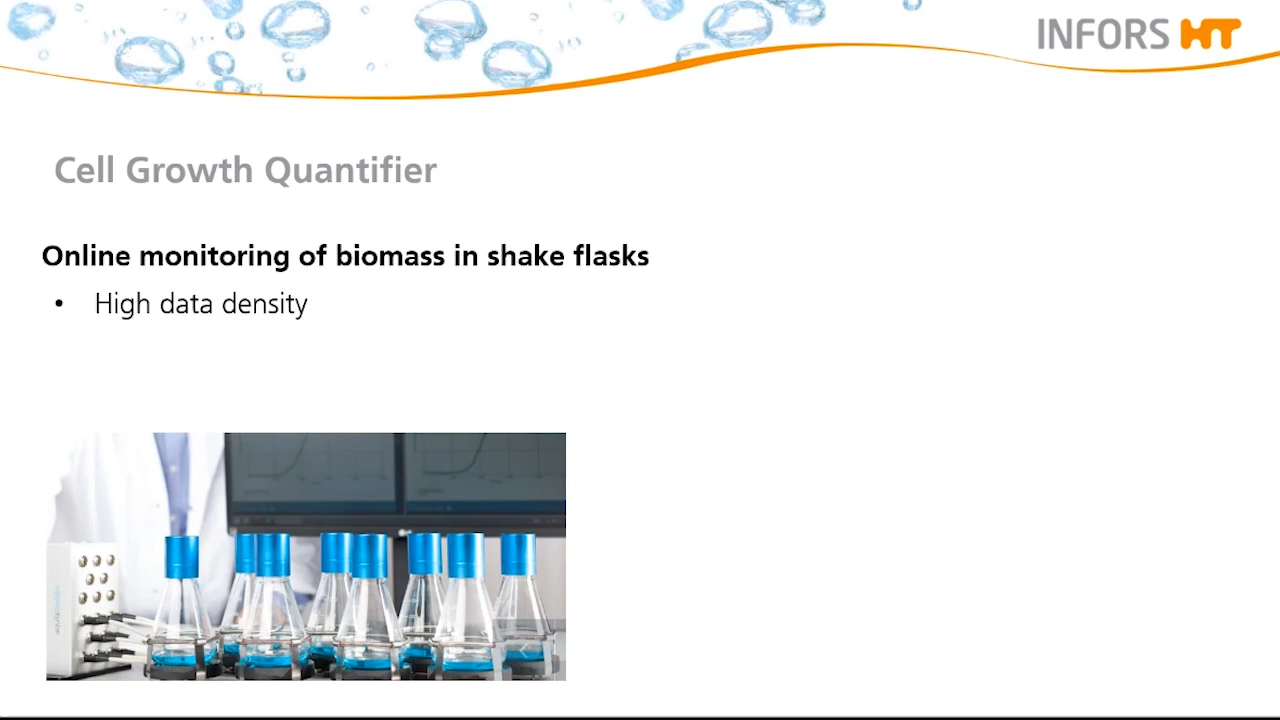 INFORS HT
Cell Growth Quantifier
Online monitoring of biomass in shake flasks
• High data density